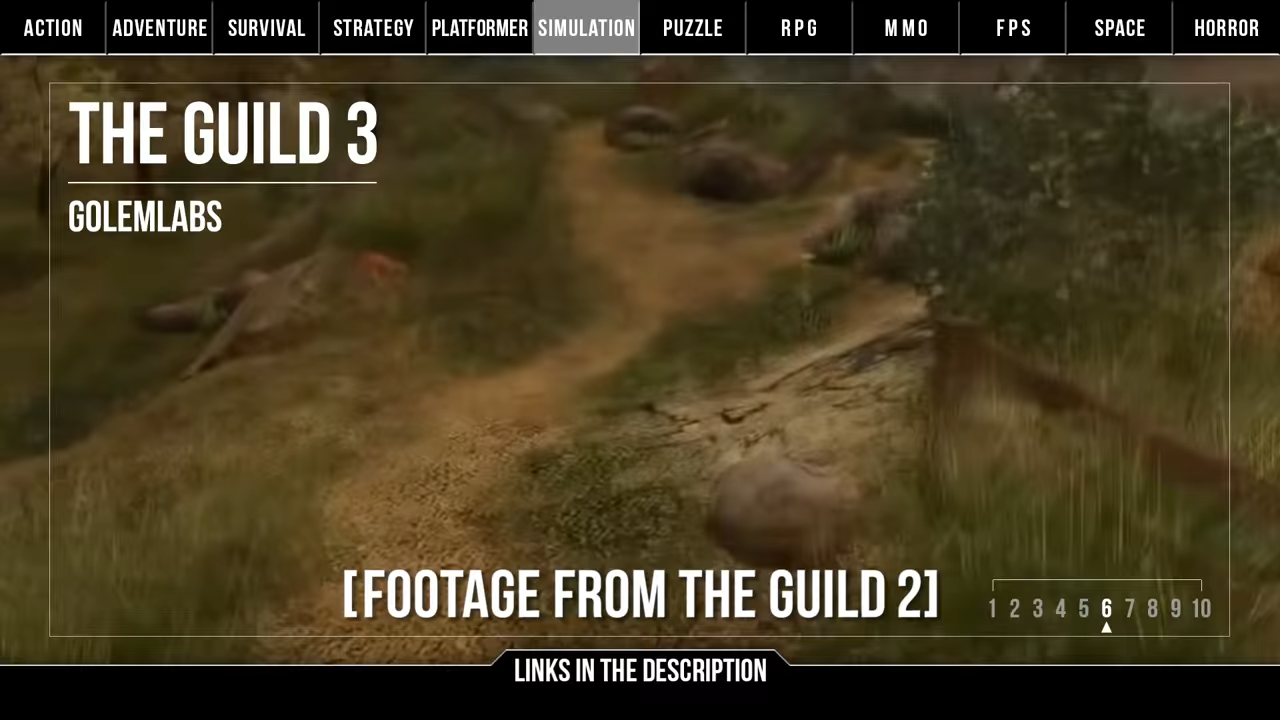 ACTION ADVENTURE SURVIVAL STRATEGY PLATFORMER SIMULATION PUZZLE RPG MMO FPS SPACE HORROR
THE GUILD 3
GOLEMLABS
[FOOTAGE FROM THE GUILD 2]
1 2 3 4 5 6 7 8 9 10
LINKS IN THE DESCRIPTION